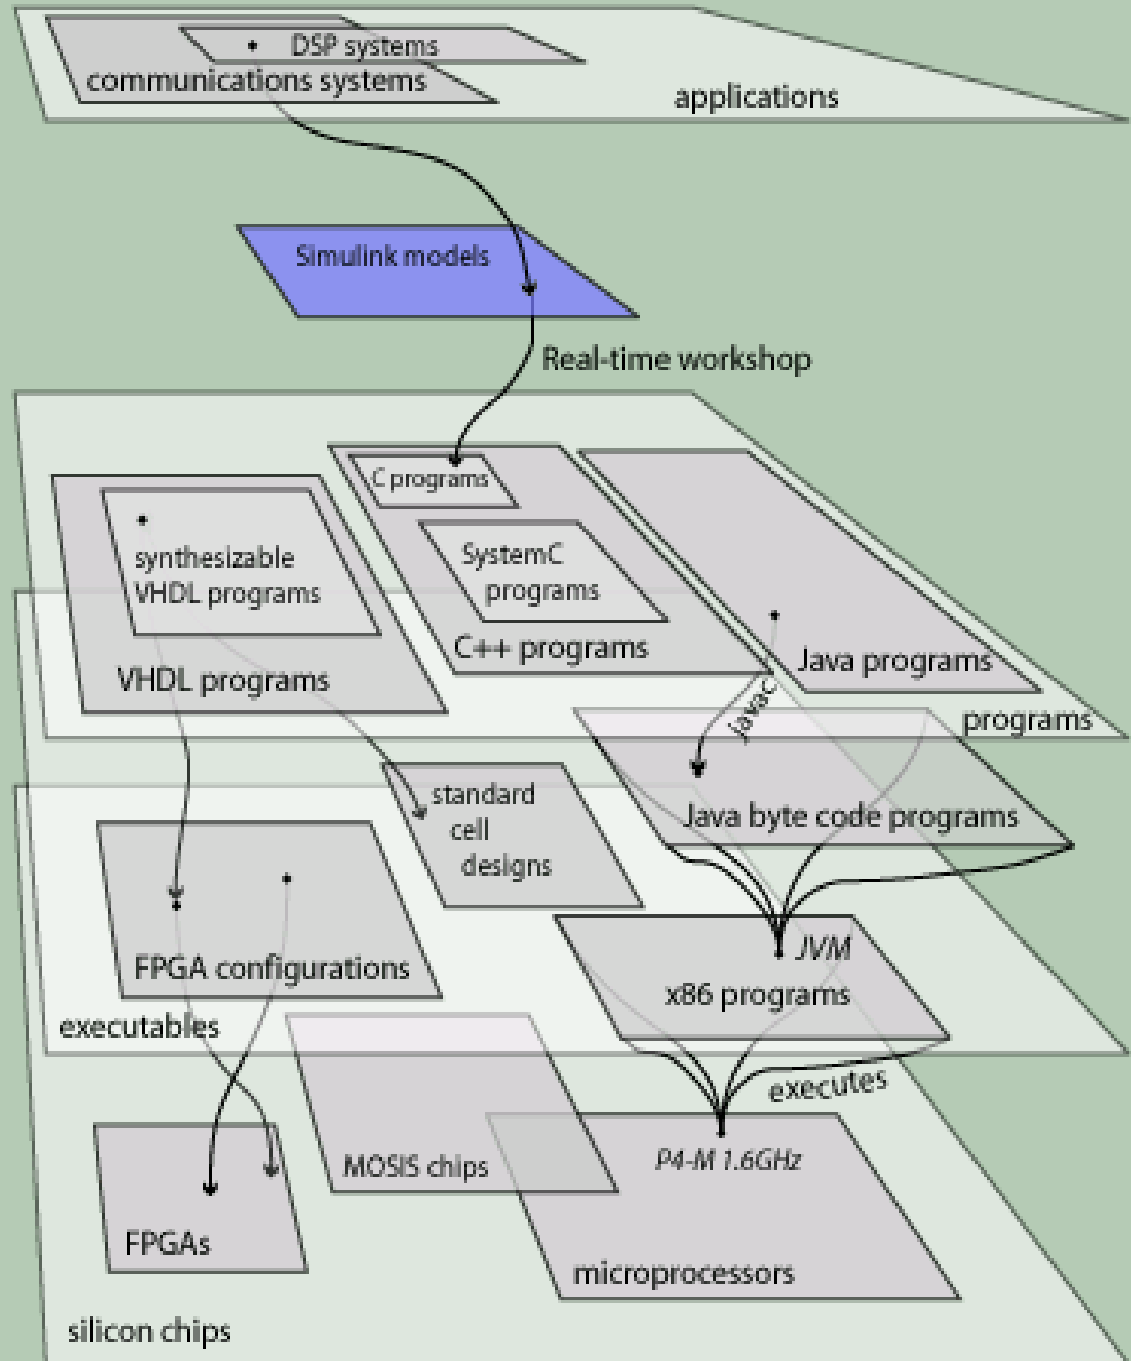 DSP systems
communications systems
applications
Simulink models
Real-time workshop
C programs
synthesizable
VHDL programs
SystemC
programs
C++ programs
Java programs
VHDL programs
javac
programs
standard
cell
designs
Java byte code programs
JVM
FPGA configurations
x86 programs
executables
executes
MOSIS chips
P4-M 1.6GHz
FPGAs
microprocessors
silicon chips